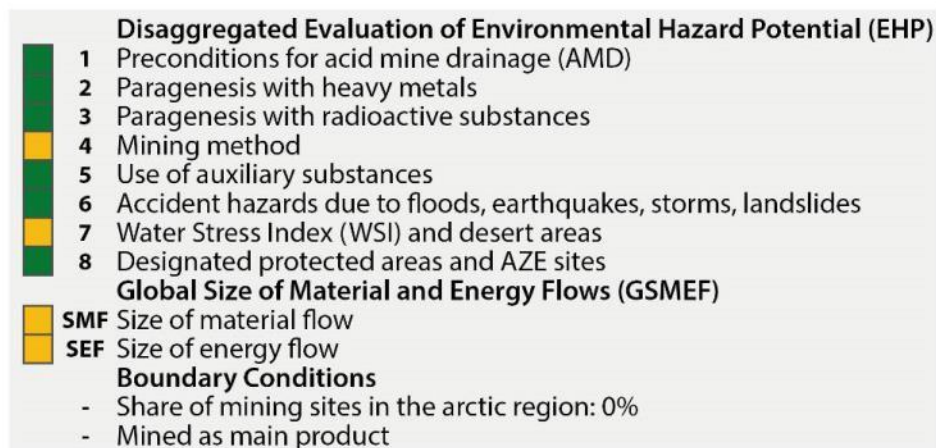 Disaggregated Evaluation of Environmental Hazard Potential (EHP)
1 Preconditions for acid mine drainage (AMD)
2 Paragenesis with heavy metals
3 Paragenesis with radioactive substances
4 Mining method
5 Use of auxiliary substances
6 Accident hazards due to floods, earthquakes, storms, landslides
7 Water Stress Index (WSI) and desert areas
8 Designated protected areas and AZE sites
Global Size of Material and Energy Flows (GSMEF)
SMF Size of material flow
SEF Size of energy flow
Boundary Conditions
- Share of mining sites in the arctic region: 0%
- Mined as main product